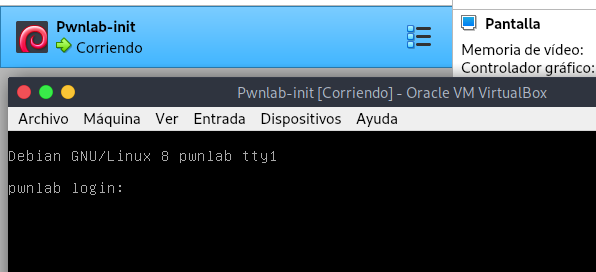 Pwnlab-init
Corriendo
Pantalla
Memoria de vídeo:
Controlador gráfico:
Pwnlab-init [Corriendo] - Oracle VM VirtualBox
Archivo Máquina Ver Entrada Dispositivos Ayuda
Debian GNU/Linux 8 pwnlab tty1
pwnlab login: